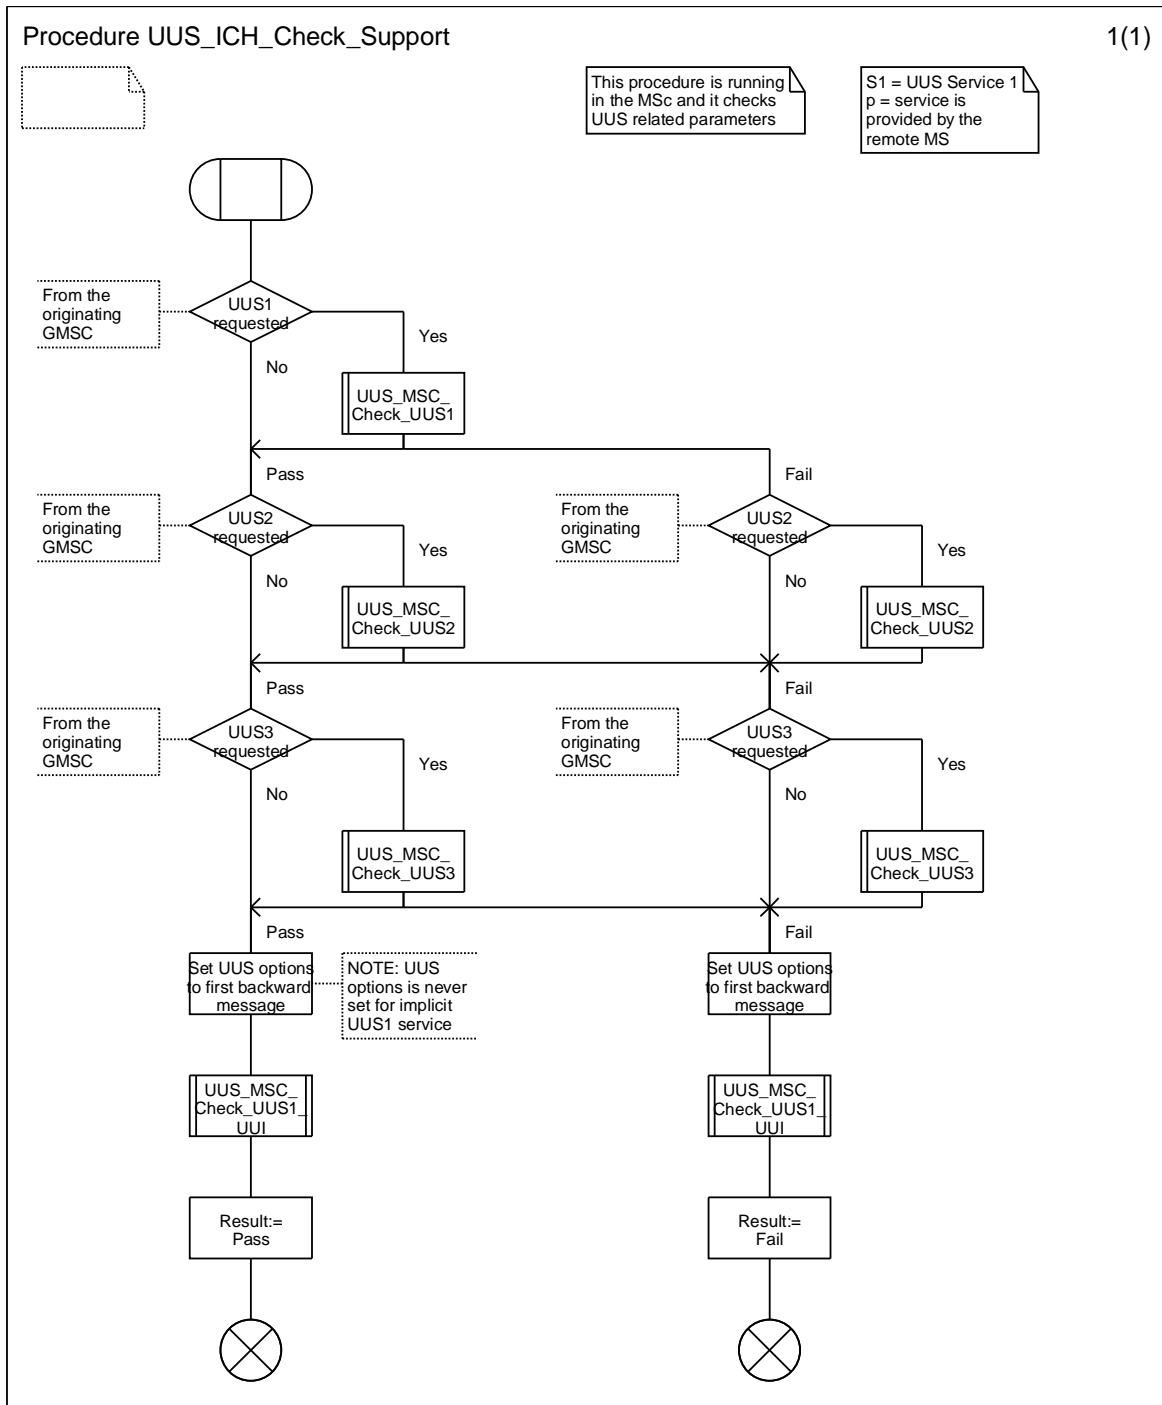 Procedure UUS_ICH_Check_Support
1(1)
This procedure is running
in the MSc and it checks
UUS related parameters
S1 = UUS Service 1
p = service is
provided by the
remote MS
From the
originating
GMSC
UUS1
requested
Yes
No
UUS_MSC_
Check_UUS1
Pass
Fail
From the
originating
GMSC
UUS2
requested
From the
originating
GMSC
UUS2
requested
Yes
Yes
No
No
UUS_MSC_
Check_UUS2
UUS_MSC_
Check_UUS2
Pass
Fail
From the
originating
GMSC
UUS3
requested
From the
originating
GMSC
UUS3
requested
Yes
Yes
No
No
UUS_MSC_
Check_UUS3
UUS_MSC_
Check_UUS3
Pass
Fail
Set UUS options
to first backward
message
NOTE: UUS
options is never
set for implicit
UUS1 service
Set UUS options
to first backward
message
UUS_MSC_
Check_UUS1_
UUI
UUS_MSC_
Check_UUS1_
UUI
Result:=
Pass
Result:=
Fail